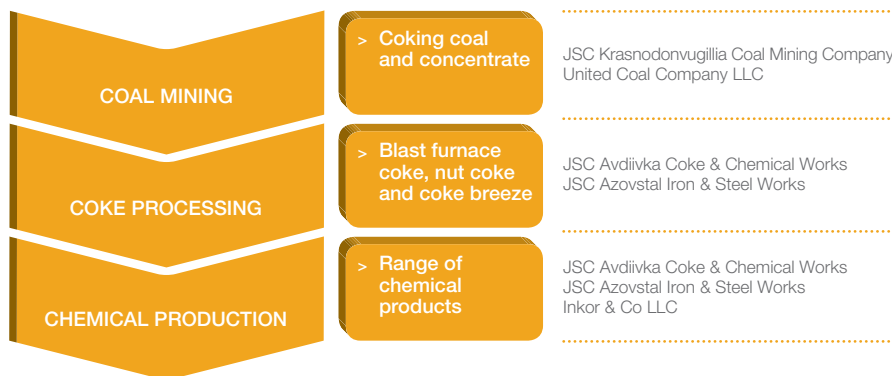 COAL MINING
> Coking coal
and concentrate
JSC Krasnodonvugillia Coal Mining Company
United Coal Company LLC
COKE PROCESSING
> Blast furnace
coke, nut coke
and coke breeze
JSC Avdiivka Coke & Chemical Works
JSC Azovstal Iron & Steel Works
CHEMICAL PRODUCTION
> Range of
chemical
products
JSC Avdiivka Coke & Chemical Works
JSC Azovstal Iron & Steel Works
Inkor & Co LLC